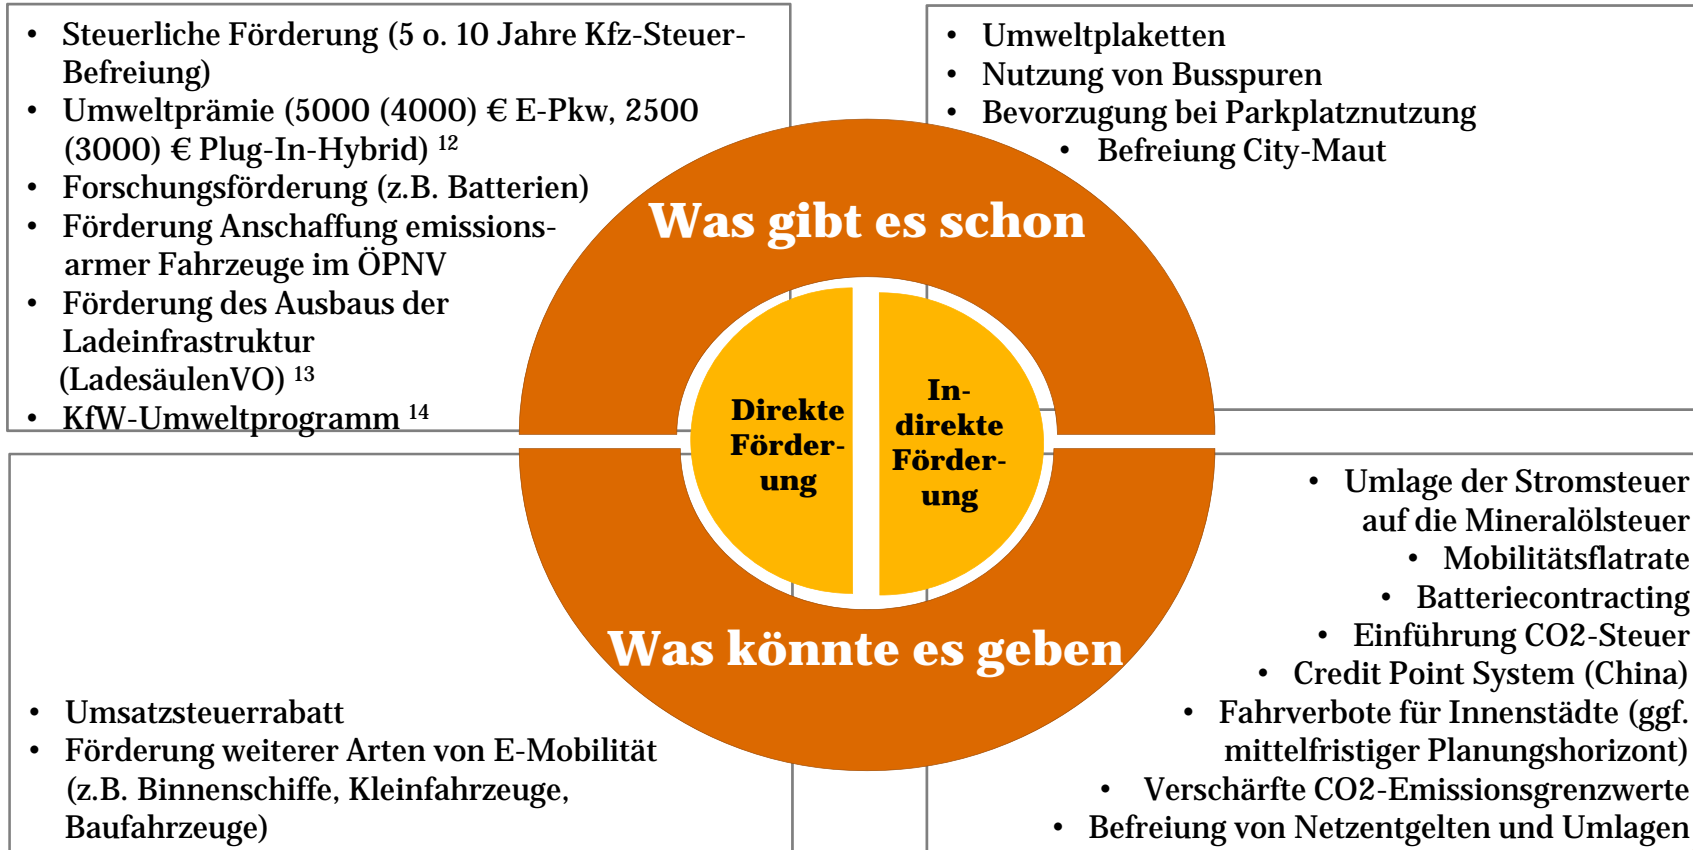 • Steuerliche Förderung (5 o. 10 Jahre Kfz-Steuer-
Befreiung)
• Umweltprämie (5000 (4000) € E-Pkw, 2500
(3000) € Plug-In-Hybrid) 12
• Forschungsförderung (z.B. Batterien)
• Förderung Anschaffung emissions-
armer Fahrzeuge im ÖPNV
• Förderung des Ausbaus der
Ladeinfrastruktur
(LadesäulenVO) 13
• KfW-Umweltprogramm 14
• Umweltplaketten
• Nutzung von Busspuren
• Bevorzugung bei Parkplatznutzung
• Befreiung City-Maut
Was gibt es schon
Direkte
Förder-
ung
In-
direkte
Förder-
ung
Was könnte es geben
• Umsatzsteuerrabatt
• Förderung weiterer Arten von E-Mobilität
(z.B. Binnenschiffe, Kleinfahrzeuge,
Baufahrzeuge)
• Umlage der Stromsteuer
auf die Mineralölsteuer
• Mobilitätsflatrate
• Batteriecontracting
• Einführung CO2-Steuer
• Credit Point System (China)
• Fahrverbote für Innenstädte (ggf.
mittelfristiger Planungshorizont)
• Verschärfte CO2-Emissionsgrenzwerte
• Befreiung von Netzentgelten und Umlagen